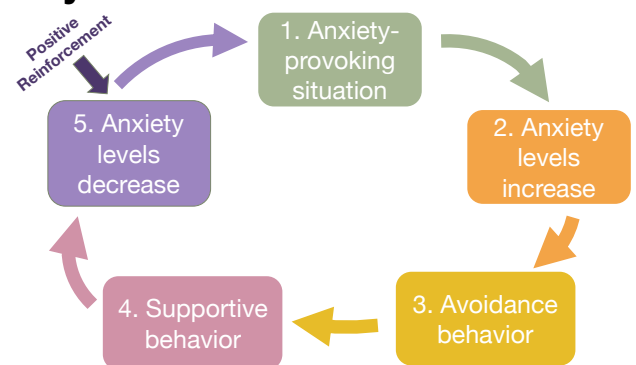 Positive
Reinforcement
1. Anxiety-
provoking
situation
2. Anxiety
levels
increase
3. Avoidance
behavior
4. Supportive
behavior
5. Anxiety
levels
decrease